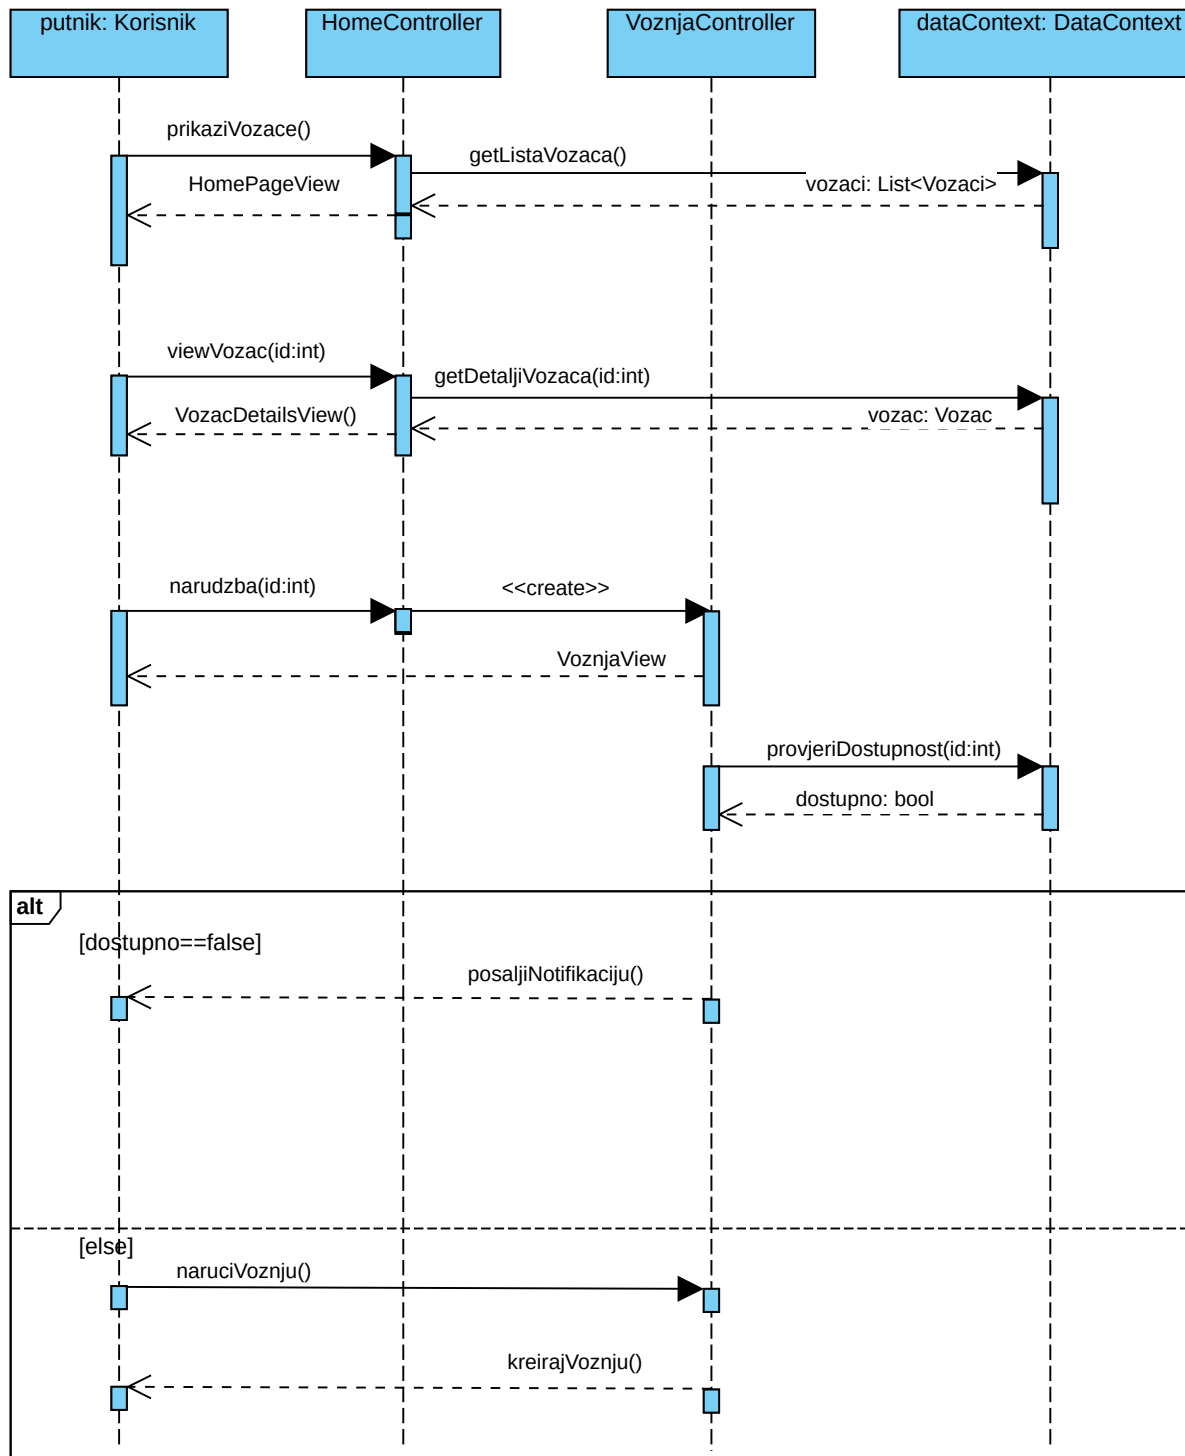 putnik: Korisnik
HomeController
VoznjaController
dataContext: DataContext
prikaziVozace()
getListaVozaca()
HomePageView
vozaci: List<Vozaci>
viewVozac(id:int)
getDetaljiVozaca(id:int)
VozacDetailsView()
vozac: Vozac
narudzba(id:int)
<<create>>
VoznjaView
provjeriDostupnost(id:int)
dostupno: bool
alt
[dostupno==false]
posaljiNotifikaciju()
[else]
naruciVoznju()
kreirajVoznju()